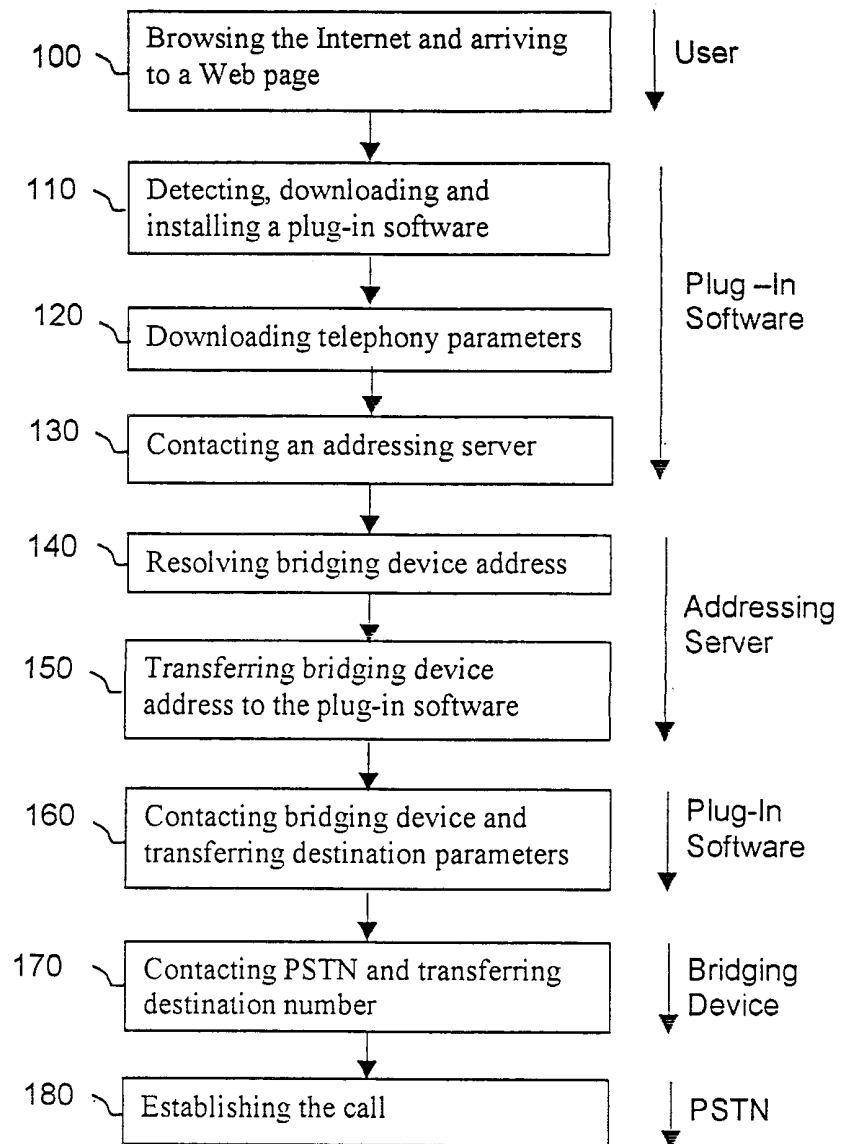 100
Browsing the Internet and arriving
to a Web page
User
110
Detecting, downloading and
installing a plug-in software
Plug –In
Software
120
Downloading telephony parameters
130
Contacting an addressing server
140
Resolving bridging device address
Addressing
Server
150
Transferring bridging device
address to the plug-in software
160
Contacting bridging device and
transferring destination parameters
Plug-In
Software
170
Contacting PSTN and transferring
destination number
Bridging
Device
180
Establishing the call
PSTN